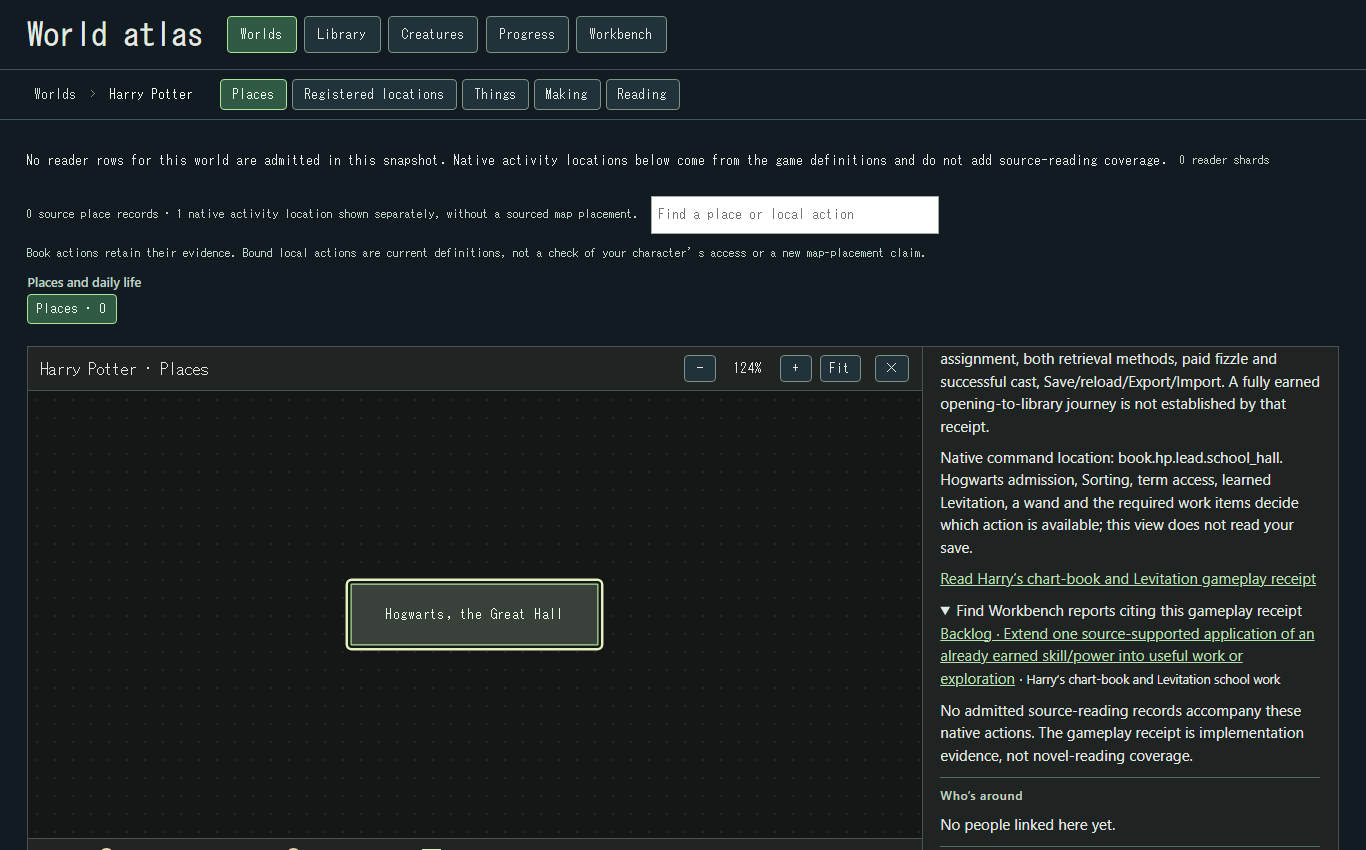 World atlas
Worlds
Library
Creatures
Progress
Workbench
Worlds > Harry Potter
Places
Registered locations
Things
Making
Reading
No reader rows for this world are admitted in this snapshot. Native activity locations below come from the game definitions and do not add source-reading coverage. 0 reader shards
0 source place records · 1 native activity location shown separately, without a sourced map placement.
Find a place or local action
Book actions retain their evidence. Bound local actions are current definitions, not a check of your character's access or a new map-placement claim.
Places and daily life
Places · 0
Harry Potter · Places
-
124%
+
Fit
×
Hogwarts, the Great Hall
assignment, both retrieval methods, paid fizzle and
successful cast, Save/reload/Export/Import. A fully earned
opening-to-library journey is not established by that
receipt.
Native command location: book.hp.lead.school_hall.
Hogwarts admission, Sorting, term access, learned
Levitation, a wand and the required work items decide
which action is available; this view does not read your
save.
Read Harry's chart-book and Levitation gameplay receipt
▼ Find Workbench reports citing this gameplay receipt
Backlog · Extend one source-supported application of an
already earned skill/power into useful work or
exploration · Harry's chart-book and Levitation school work
No admitted source-reading records accompany these
native actions. The gameplay receipt is implementation
evidence, not novel-reading coverage.
Who's around
No people linked here yet.